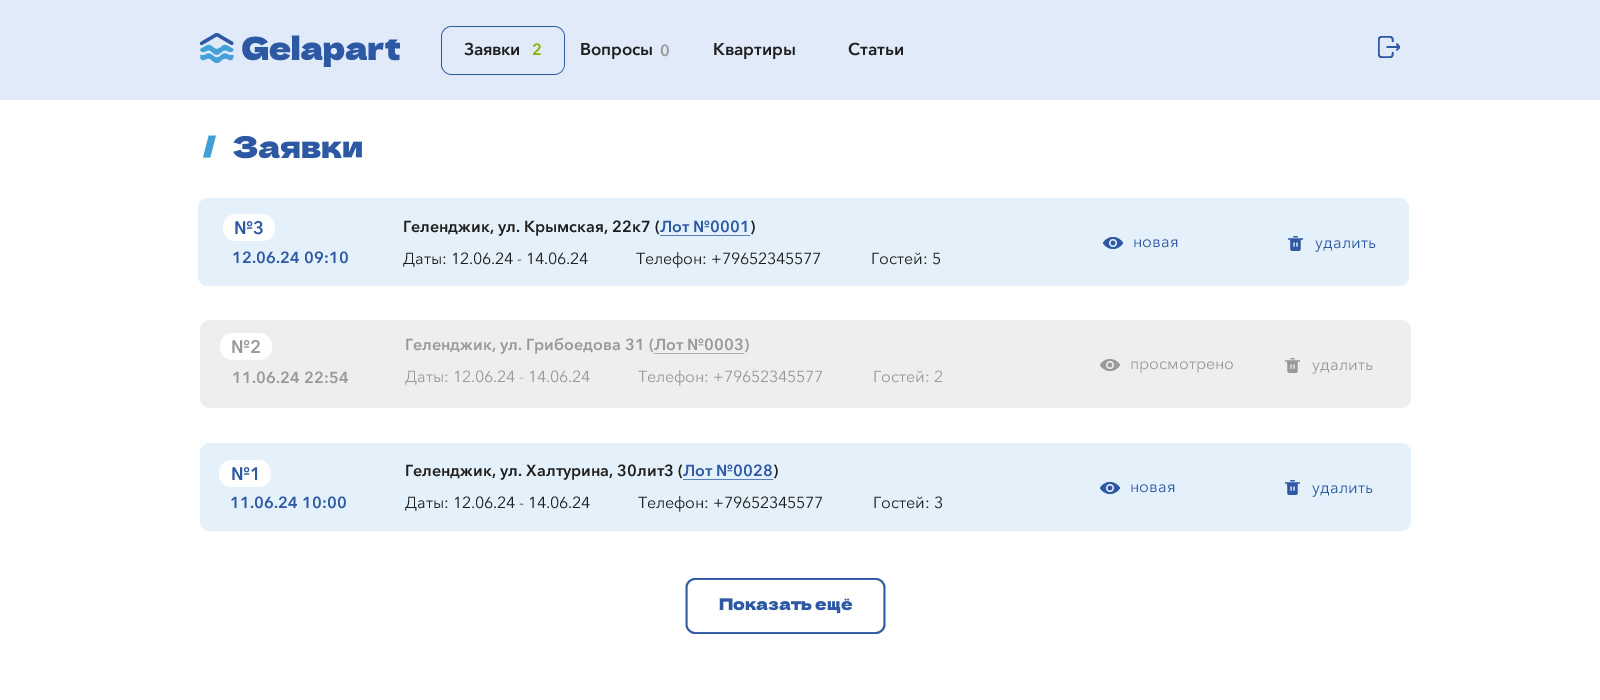 Gelapart
Заявки 2
Вопросы 0
Квартиры
Статьи
/ Заявки
№3
12.06.24 09:10
Геленджик, ул. Крымская, 22к7 (Лот №0001)
Даты: 12.06.24 - 14.06.24
Телефон: +79652345577
Гостей: 5
новая
удалить
№2
11.06.24 22:54
Геленджик, ул. Грибоедова 31 (Лот №0003)
Даты: 12.06.24 - 14.06.24
Телефон: +79652345577
Гостей: 2
просмотрено
удалить
№1
11.06.24 10:00
Геленджик, ул. Халтурина, 30лит3 (Лот №0028)
Даты: 12.06.24 - 14.06.24
Телефон: +79652345577
Гостей: 3
новая
удалить
Показать ещё